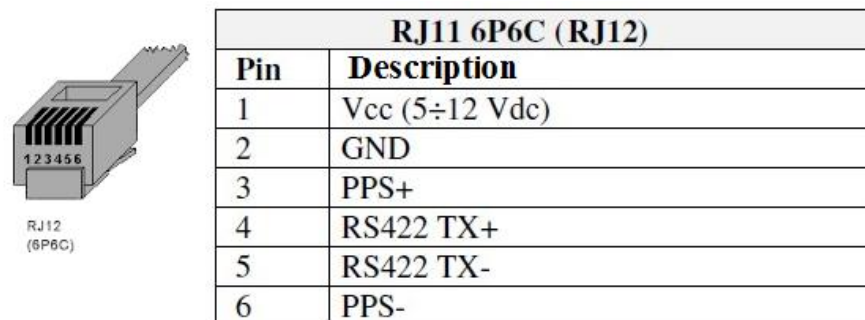 RJ11 6P6C (RJ12)
Pin Description
1 Vcc (5÷12 Vdc)
2 GND
3 PPS+
4 RS422 TX+
5 RS422 TX-
6 PPS-
123456
RJ12
(6P6C)